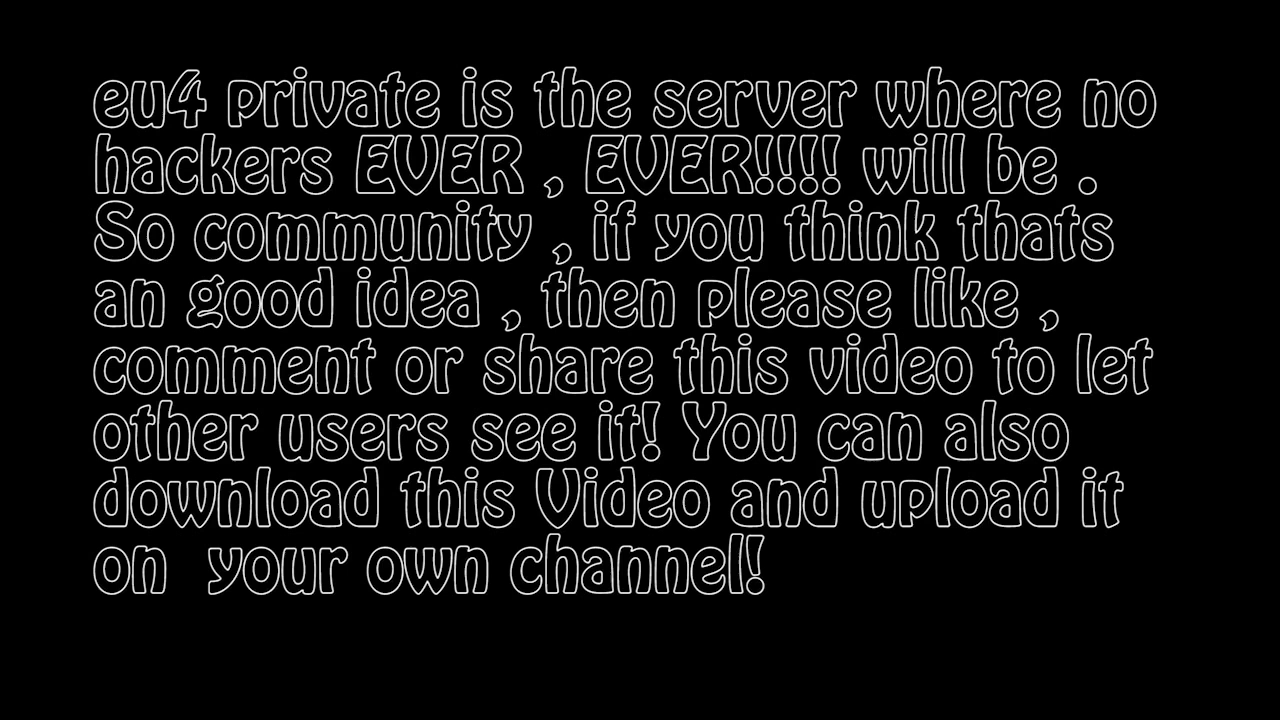 eu4 private is the server where no
hackers EVER , EVER!!!! will be .
So community , if you think thats
an good idea , then please like ,
comment or share this video to let
other users see it! You can also
download this Video and upload it
on  your own channel!